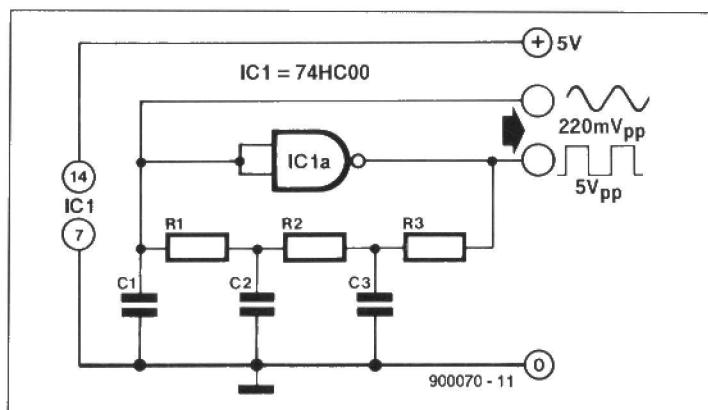 + 5V
IC1 = 74HC00
220mVpp
IC1a
5Vpp
14
IC1
7
R1 R2 R3
C1 C2 C3
900070 - 11
0